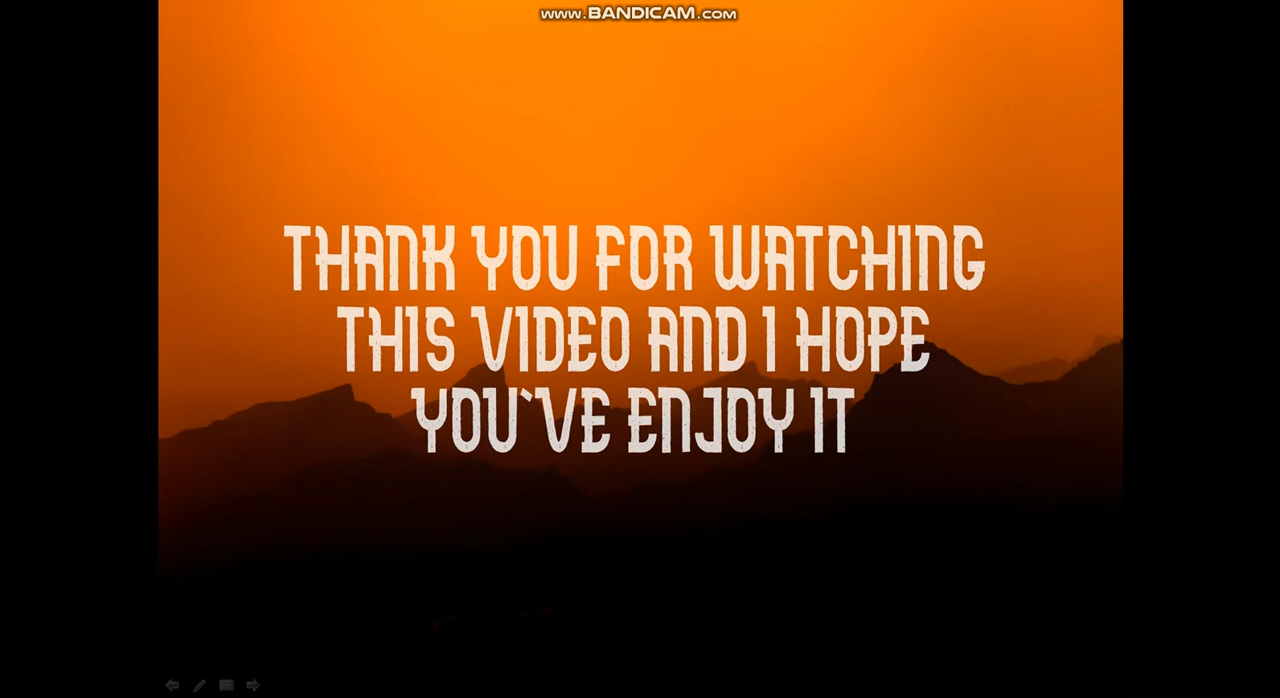 WWW.BANDICAM.COM
THANK YOU FOR WATCHING
THIS VIDEO AND I HOPE
YOU`VE ENJOY IT